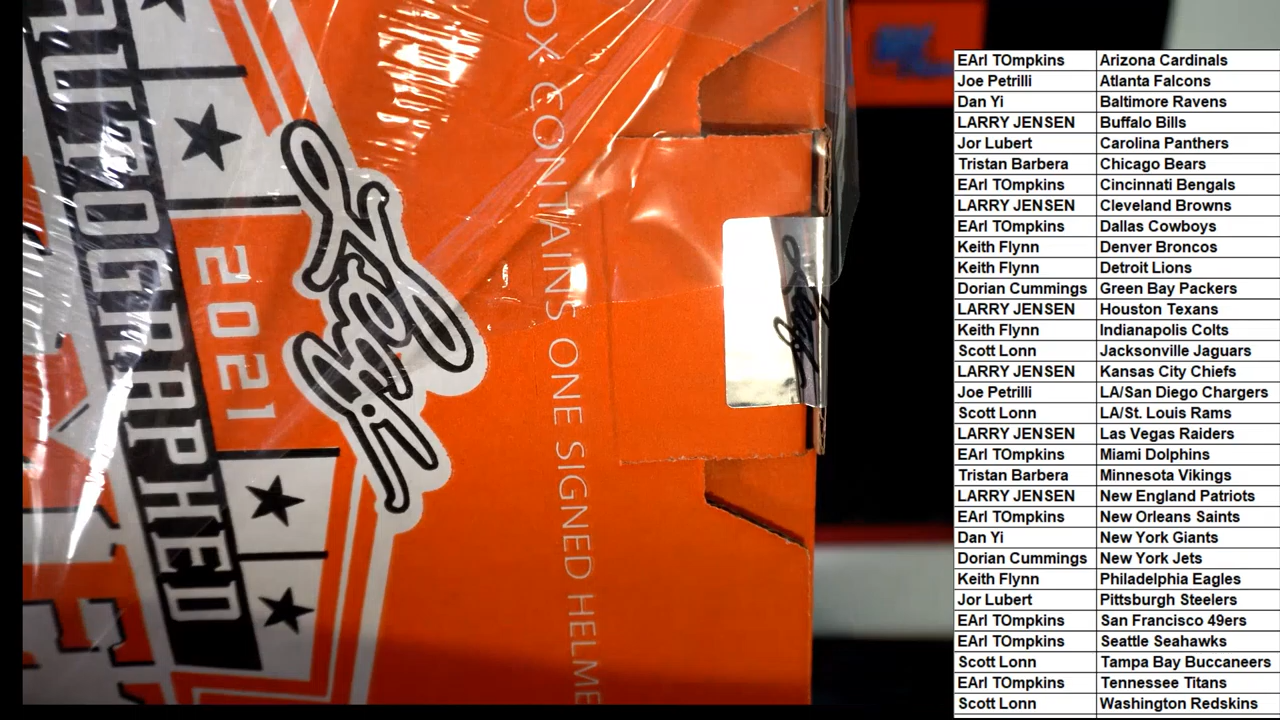 AUTOGRAPHED
2021
Leaf
OX CONTAINS ONE SIGNED HELME
Leaf
EArl TOmpkins Arizona Cardinals
Joe Petrilli Atlanta Falcons
Dan Yi Baltimore Ravens
LARRY JENSEN Buffalo Bills
Jor Lubert Carolina Panthers
Tristan Barbera Chicago Bears
EArl TOmpkins Cincinnati Bengals
LARRY JENSEN Cleveland Browns
EArl TOmpkins Dallas Cowboys
Keith Flynn Denver Broncos
Keith Flynn Detroit Lions
Dorian Cummings Green Bay Packers
LARRY JENSEN Houston Texans
Keith Flynn Indianapolis Colts
Scott Lonn Jacksonville Jaguars
LARRY JENSEN Kansas City Chiefs
Joe Petrilli LA/San Diego Chargers
Scott Lonn LA/St. Louis Rams
LARRY JENSEN Las Vegas Raiders
EArl TOmpkins Miami Dolphins
Tristan Barbera Minnesota Vikings
LARRY JENSEN New England Patriots
EArl TOmpkins New Orleans Saints
Dan Yi New York Giants
Dorian Cummings New York Jets
Keith Flynn Philadelphia Eagles
Jor Lubert Pittsburgh Steelers
EArl TOmpkins San Francisco 49ers
EArl TOmpkins Seattle Seahawks
Scott Lonn Tampa Bay Buccaneers
EArl TOmpkins Tennessee Titans
Scott Lonn Washington Redskins